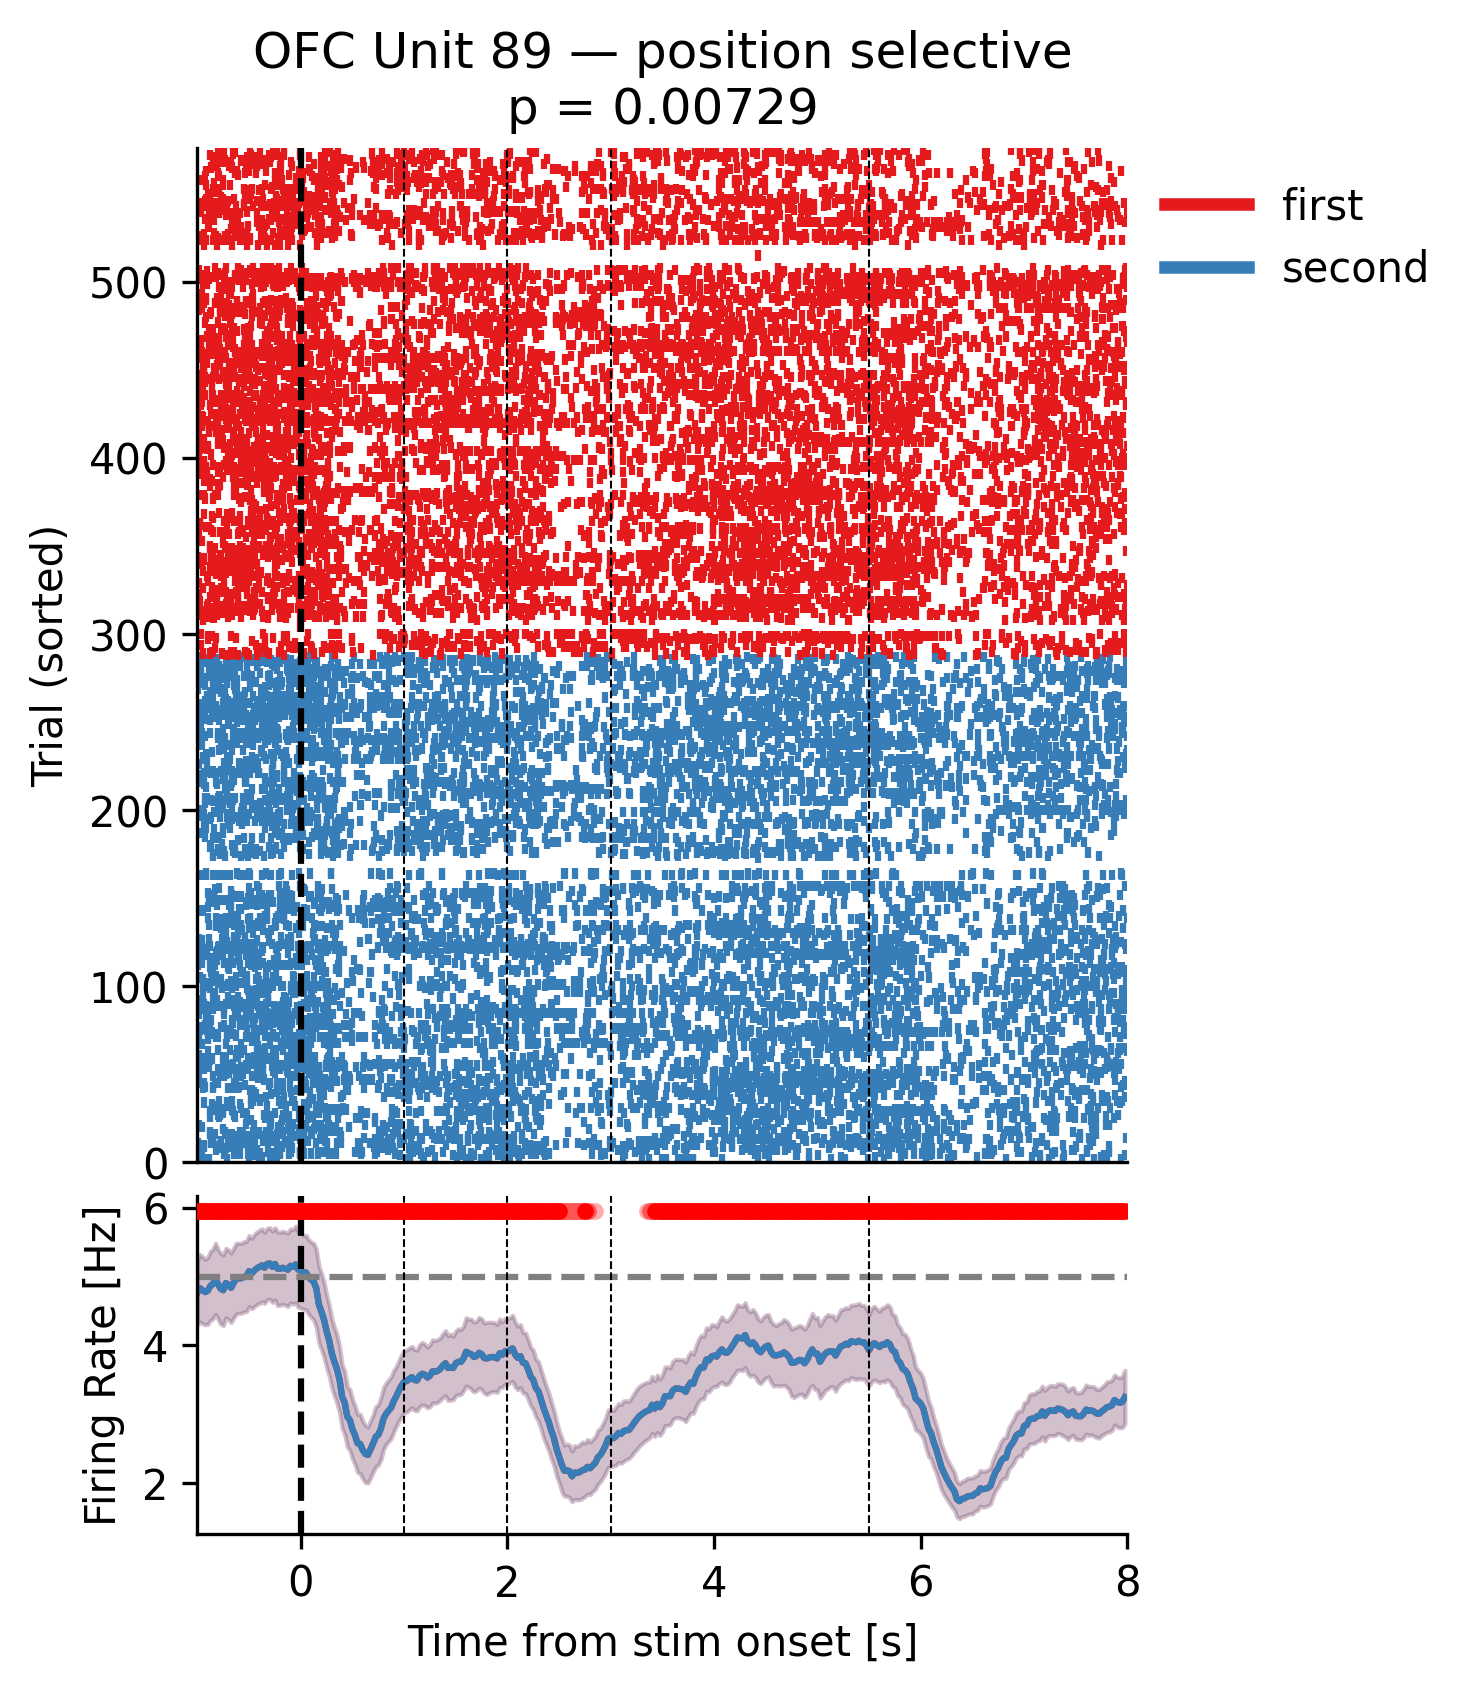 OFC Unit 89 — position selective
p = 0.00729
first
second
500
400
300
200
100
0
Trial (sorted)
6
4
2
Firing Rate [Hz]
0 2 4 6 8
Time from stim onset [s]